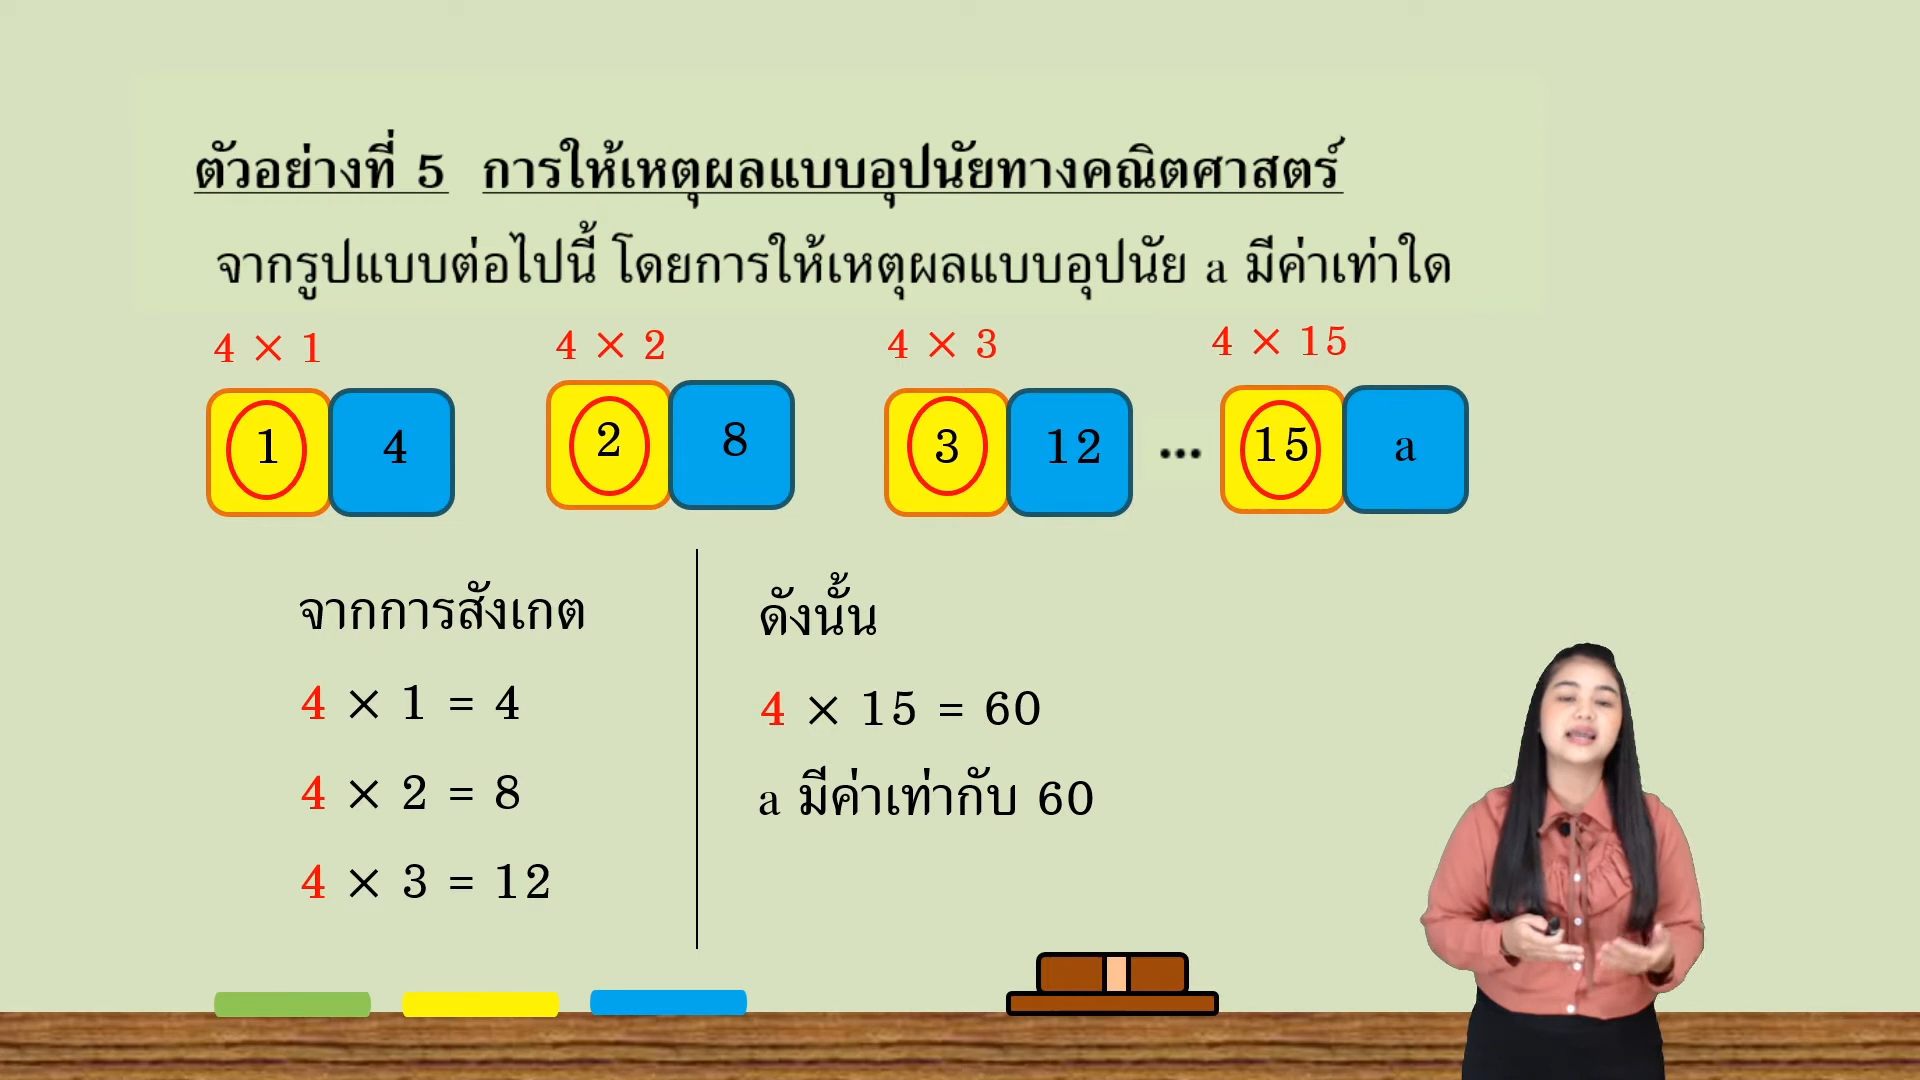 ตัวอย่างที่ 5 การให้เหตุผลแบบอุปนัยทางคณิตศาสตร์
จากรูปแบบต่อไปนี้ โดยการให้เหตุผลแบบอุปนัย a มีค่าเท่าใด
4 × 1 4 × 2 4 × 3 4 × 15
1 4 2 8 3 12 ... 15 a
จากการสังเกต
4 × 1 = 4
4 × 2 = 8
4 × 3 = 12
ดังนั้น
4 × 15 = 60
a มีค่าเท่ากับ 60